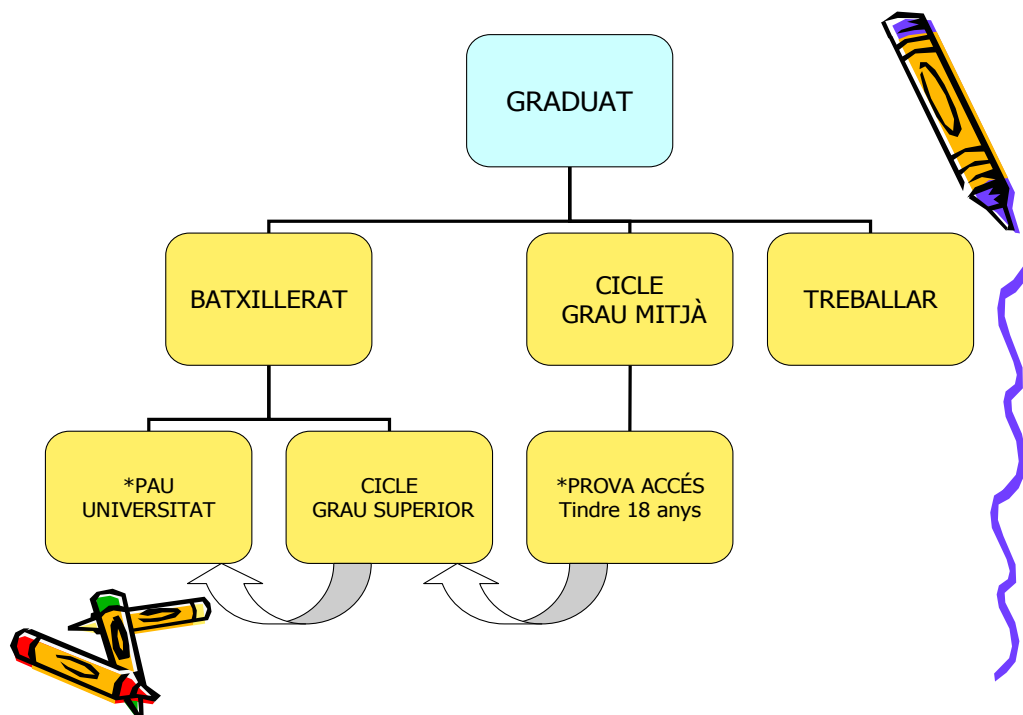 GRADUAT
BATXILLERAT
CICLE
GRAU MITJÀ
TREBALLAR
*PAU
UNIVERSITAT
CICLE
GRAU SUPERIOR
*PROVA ACCÉS
Tindre 18 anys